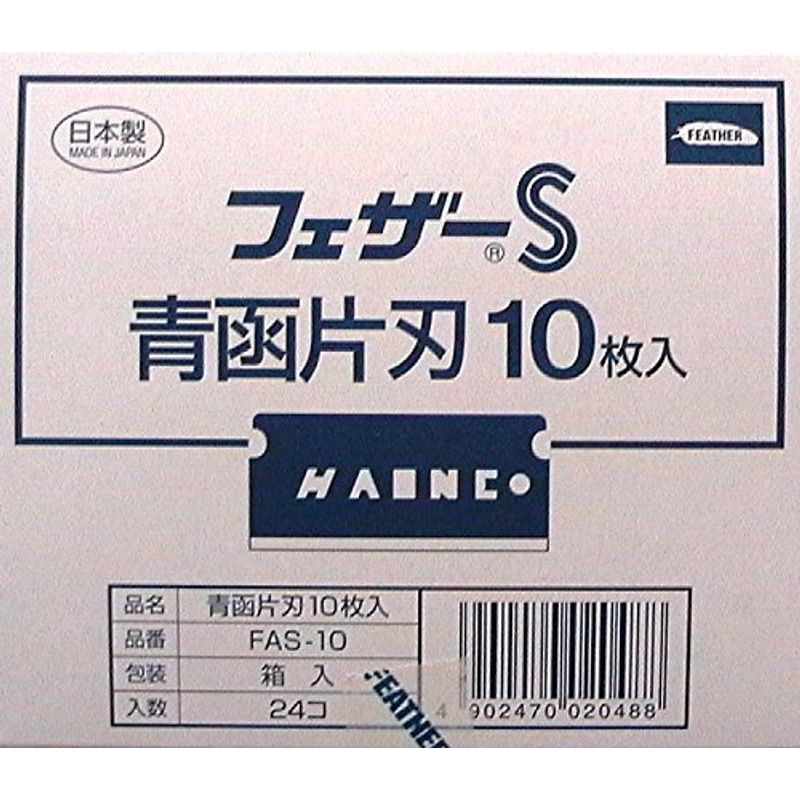 日本製
MADE IN JAPAN
FEATHER
フェザー®S
青函片刃10枚入
品名 青函片刃10枚入
品番 FAS-10
包装 箱 入
入数 24コ
FEATHER
4 902470 020488